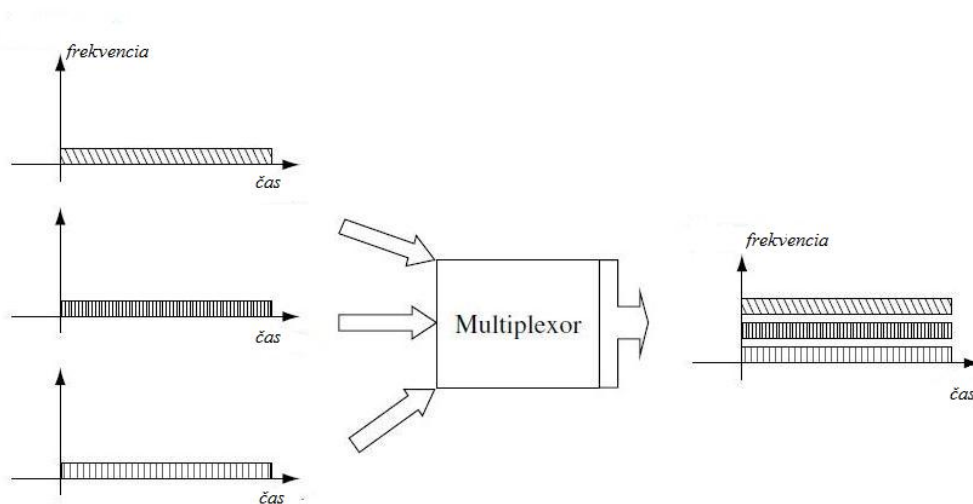 frekvencia
čas
čas
čas
Multiplexor
frekvencia
čas